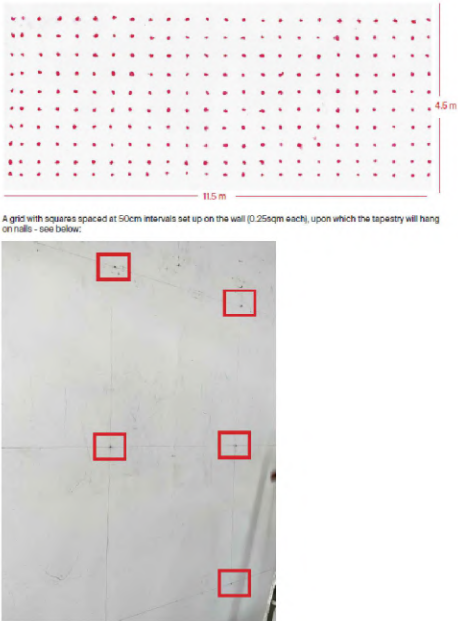 4.5 m
11.5 m
A grid with squares spaced at 50cm intervals set up on the wall (0.25sqm each), upon which the tapestry will hang
on nails - see below: